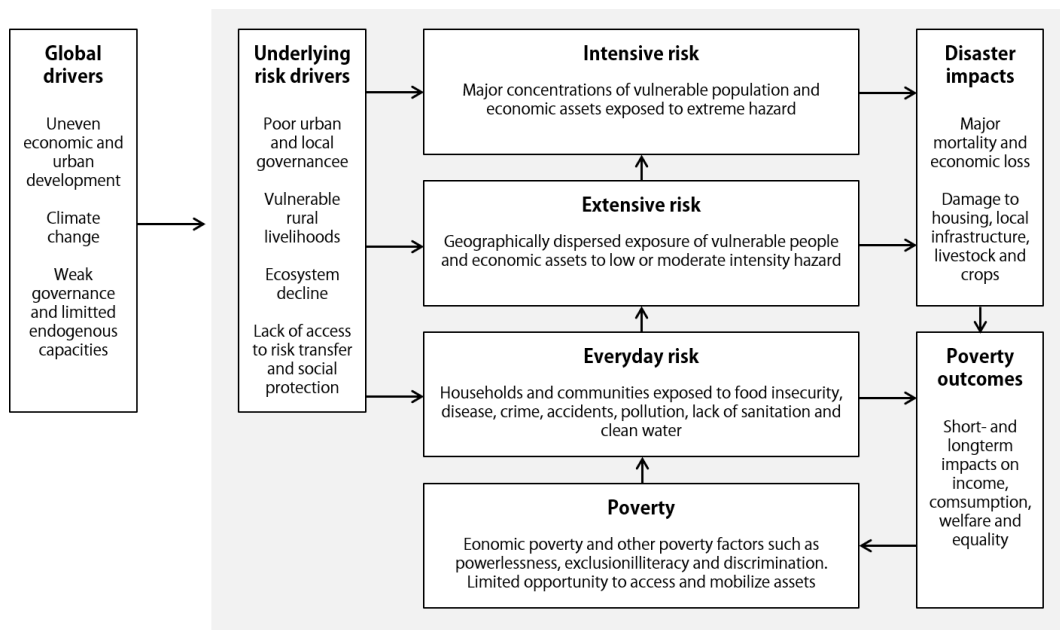 Global
drivers
Uneven
economic and
urban
development
Climate
change
Weak
governance
and limitted
endogenous
capacities
Underlying
risk drivers
Poor urban
and local
governancee
Vulnerable
rural
livelihoods
Ecosystem
decline
Lack of access
to risk transfer
and social
protection
Intensive risk
Major concentrations of vulnerable population and
economic assets exposed to extreme hazard
Extensive risk
Geographically dispersed exposure of vulnerable people
and economic assets to low or moderate intensity hazard
Everyday risk
Households and communities exposed to food insecurity,
disease, crime, accidents, pollution, lack of sanitation and
clean water
Poverty
Eonomic poverty and other poverty factors such as
powerlessness, exclusionilliteracy and discrimination.
Limited opportunity to access and mobilize assets
Disaster
impacts
Major
mortality and
economic loss
Damage to
housing, local
infrastructure,
livestock and
crops
Poverty
outcomes
Short- and
longterm
impacts on
income,
comsumption,
welfare and
equality